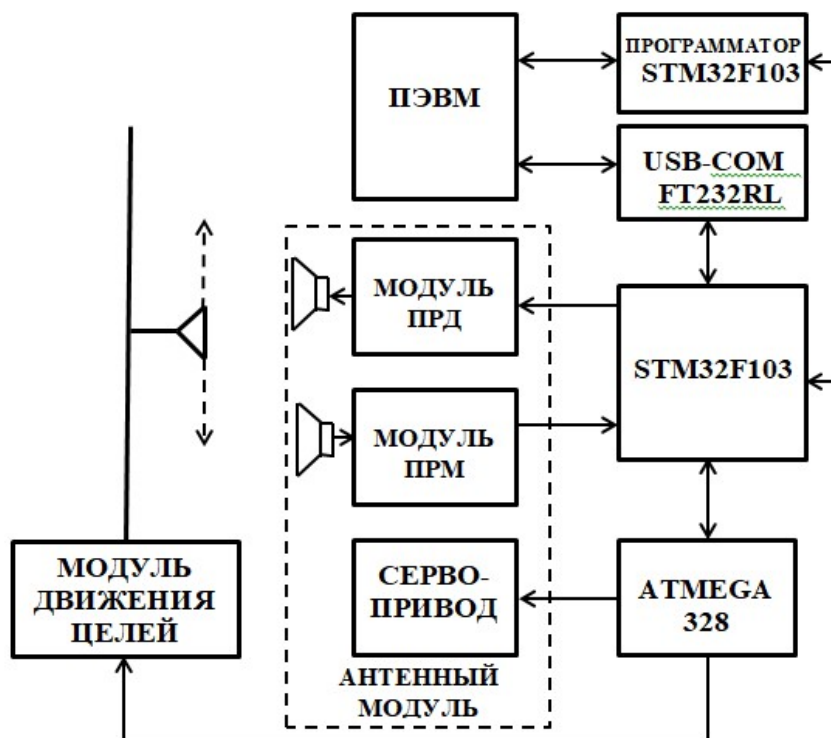 ПЭВМ
ПРОГРАММАТОР
STM32F103
USB-COM
FT232RL
МОДУЛЬ
ПРД
STM32F103
МОДУЛЬ
ПРМ
МОДУЛЬ
ДВИЖЕНИЯ
ЦЕЛЕЙ
СЕРВО-
ПРИВОД
ATMEGA
328
АНТЕННЫЙ
МОДУЛЬ